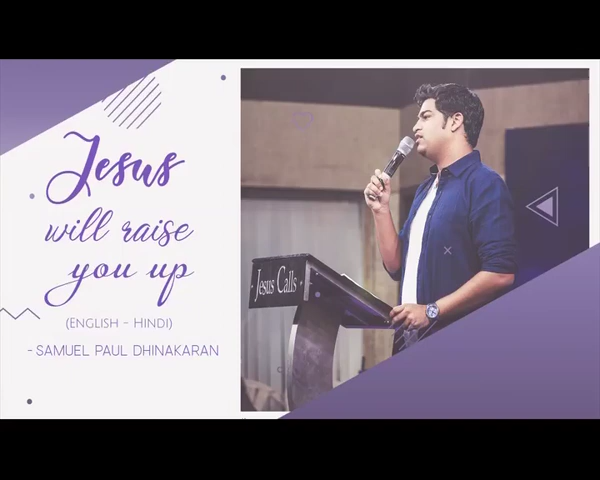 Jesus
will raise
you up
(ENGLISH - HINDI)
- SAMUEL PAUL DHINAKARAN
Jesus Calls